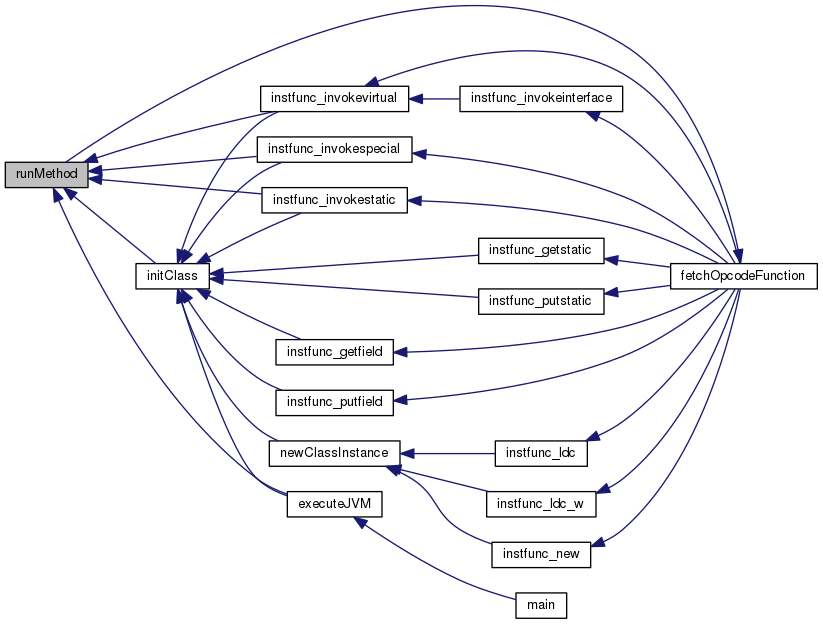 instfunc_invokevirtual
instfunc_invokeinterface
instfunc_invokespecial
runMethod
instfunc_invokestatic
instfunc_getstatic
initClass
fetchOpcodeFunction
instfunc_putstatic
instfunc_getfield
instfunc_putfield
newClassInstance
instfunc_ldc
executeJVM
instfunc_ldc_w
instfunc_new
main